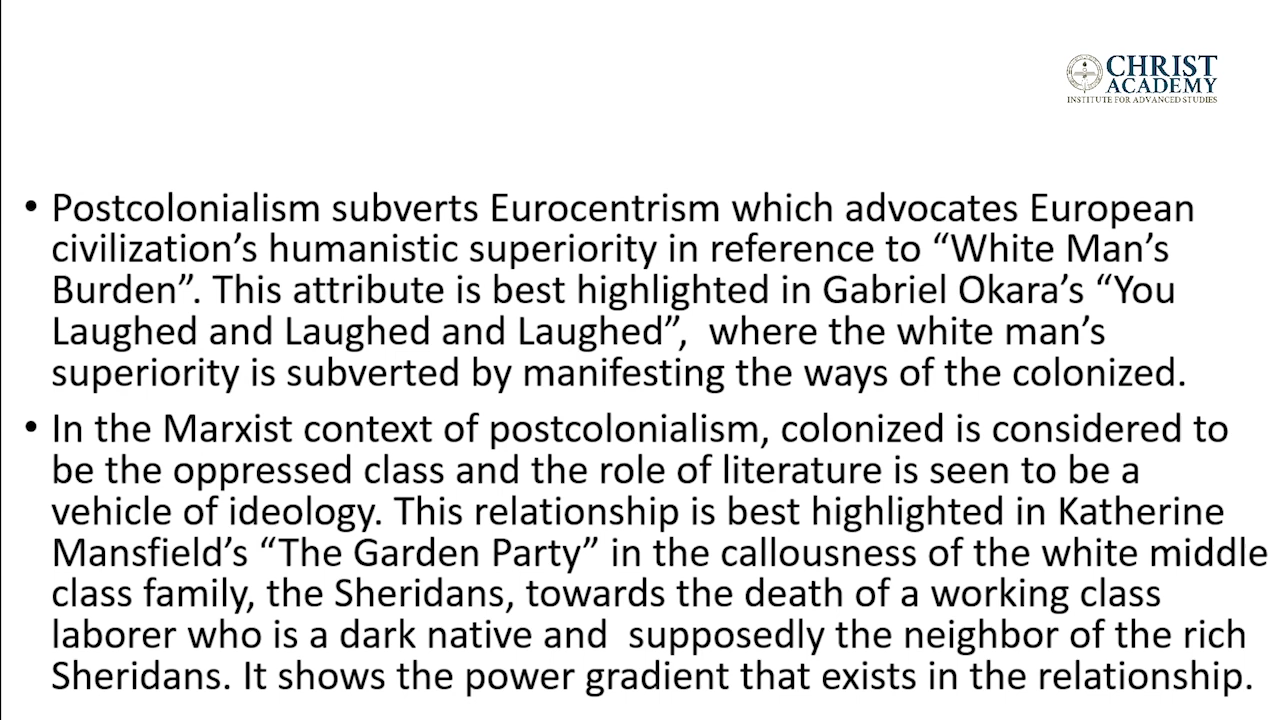 CHRIST
ACADEMY
INSTITUTE FOR ADVANCED STUDIES
• Postcolonialism subverts Eurocentrism which advocates European
civilization’s humanistic superiority in reference to “White Man’s
Burden”. This attribute is best highlighted in Gabriel Okara’s “You
Laughed and Laughed and Laughed”,  where the white man’s
superiority is subverted by manifesting the ways of the colonized.
• In the Marxist context of postcolonialism, colonized is considered to
be the oppressed class and the role of literature is seen to be a
vehicle of ideology. This relationship is best highlighted in Katherine
Mansfield’s “The Garden Party” in the callousness of the white middle
class family, the Sheridans, towards the death of a working class
laborer who is a dark native and  supposedly the neighbor of the rich
Sheridans. It shows the power gradient that exists in the relationship.